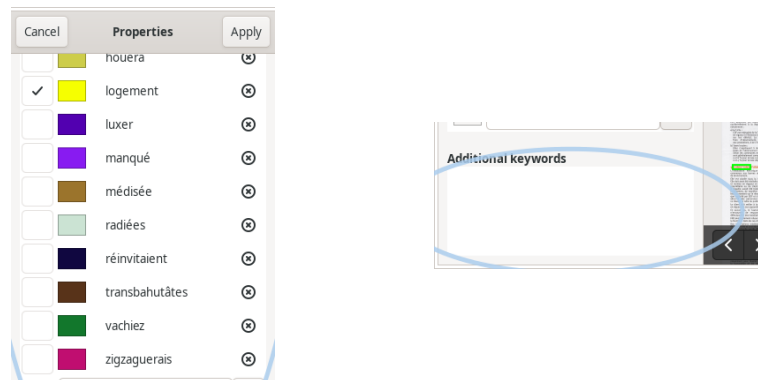 Cancel Properties Apply
houera
logement
luxer
manqué
médisée
radiées
réinvitaient
transbahutâtes
vachiez
zigzaguerais
Additional keywords